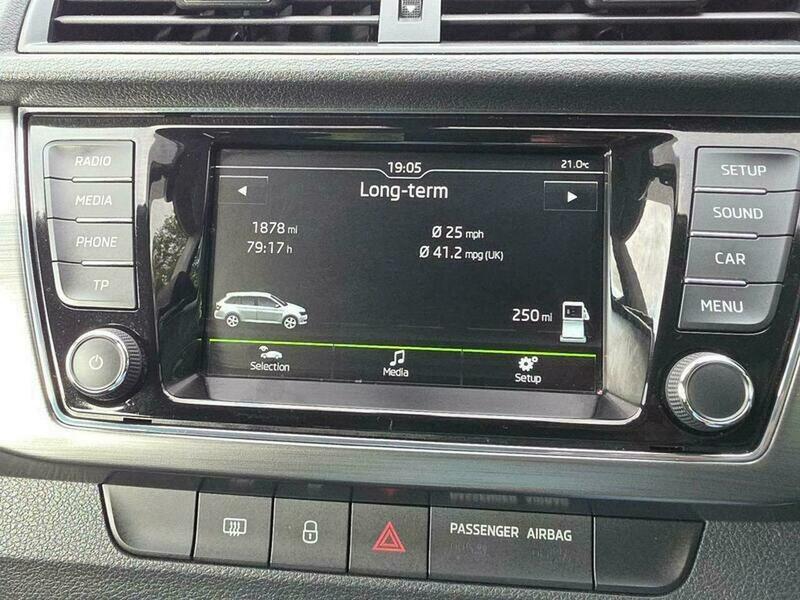 19:05
21.0°C
Long-term
1878 mi
79:17 h
Ø 25 mph
Ø 41.2 mpg (UK)
250 mi
Selection
Media
Setup
RADIO
MEDIA
PHONE
TP
SETUP
SOUND
CAR
MENU
PASSENGER AIRBAG